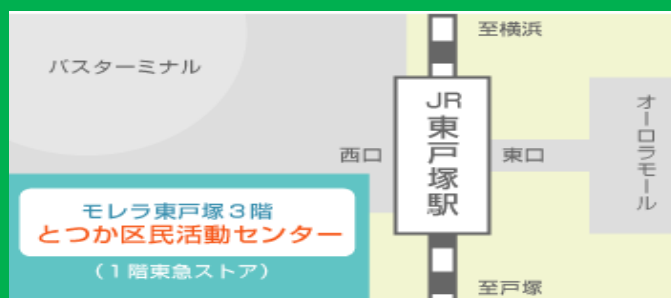 至横浜
バスターミナル
JR東戸塚駅
西口
東口
オーロラモール
モレラ東戸塚3階
とつか区民活動センター
(1階東急ストア)
至戸塚